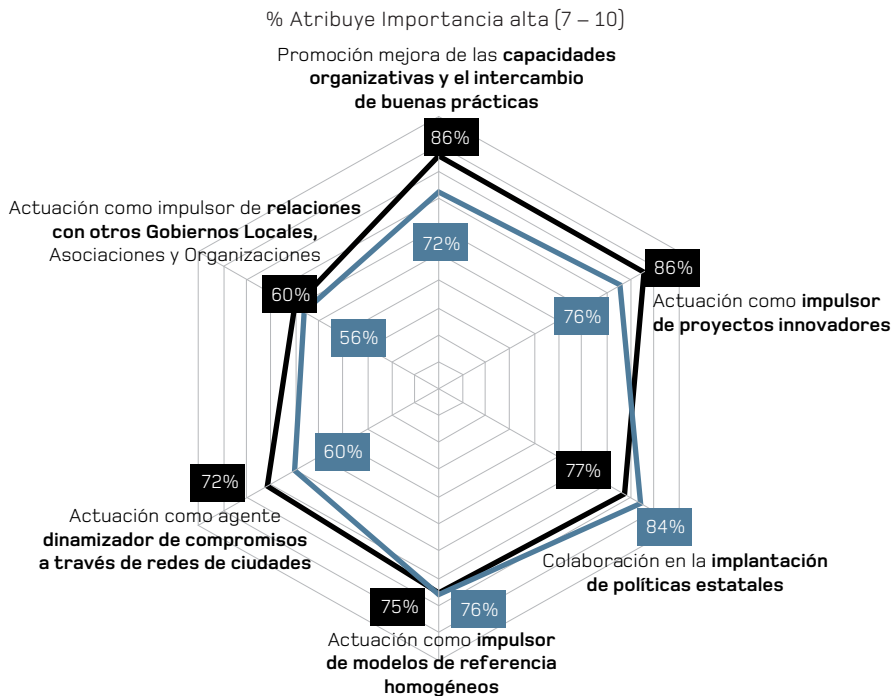 % Atribuye Importancia alta (7 – 10)
Promoción mejora de las capacidades
organizativas y el intercambio
de buenas prácticas
86%
72%
Actuación como impulsor de relaciones
con otros Gobiernos Locales,
Asociaciones y Organizaciones
60%
56%
86%
76%
Actuación como impulsor
de proyectos innovadores
60%
72%
Actuación como agente
dinamizador de compromisos
a través de redes de ciudades
77%
84%
Colaboración en la implantación
de políticas estatales
75%
76%
Actuación como impulsor
de modelos de referencia
homogéneos